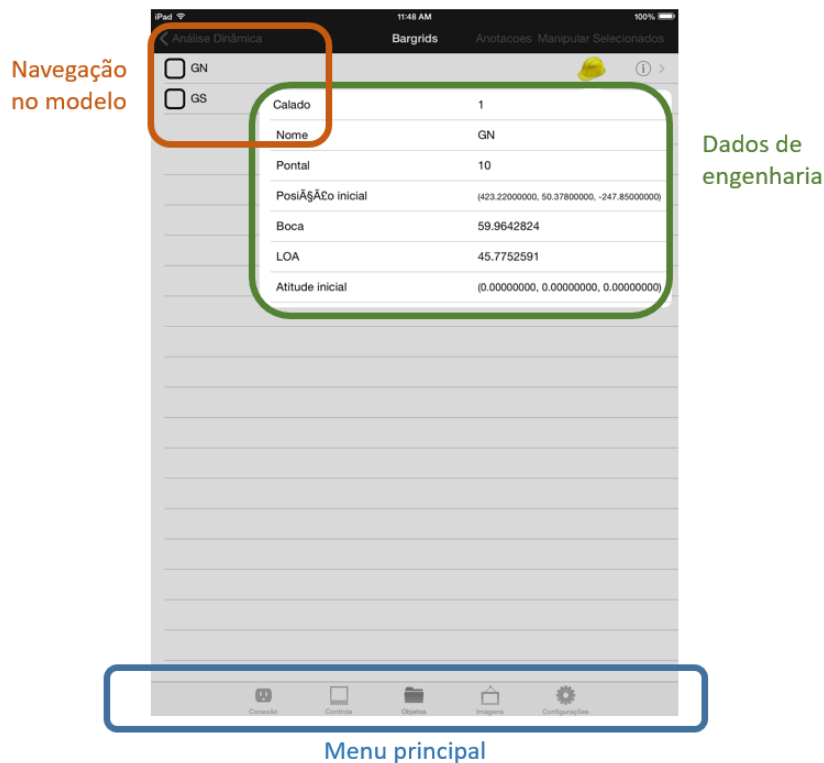 iPad 11:48 AM 100%
Análise Dinâmica Bargrids Anotacoes Manipular Selecionados
Navegação
no modelo
GN
GS
Calado 1
Nome GN
Pontal 10
PosiÃ§Ã£o inicial (423.22000000, 50.37800000, -247.85000000)
Boca 59.9642824
LOA 45.7752591
Atitude inicial (0.00000000, 0.00000000, 0.00000000)
Dados de
engenharia
Conexão Controle Objetos Imagens Configurações
Menu principal